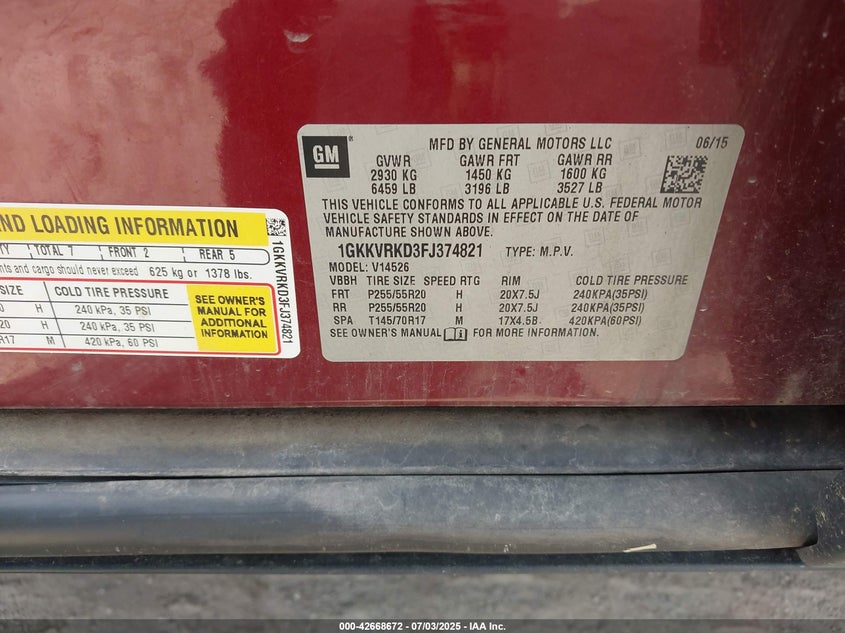 GM
MFD BY GENERAL MOTORS LLC 06/15
GVWR GAWR FRT GAWR RR
2930 KG 1450 KG 1600 KG
6459 LB 3196 LB 3527 LB
THIS VEHICLE CONFORMS TO ALL APPLICABLE U.S. FEDERAL MOTOR
VEHICLE SAFETY STANDARDS IN EFFECT ON THE DATE OF
MANUFACTURE SHOWN ABOVE.
1GKKVRKD3FJ374821 TYPE: M.P.V.
MODEL: V14526
VBBH TIRE SIZE SPEED RTG RIM COLD TIRE PRESSURE
FRT P255/55R20 H 20X7.5J 240KPA(35PSI)
RR P255/55R20 H 20X7.5J 240KPA(35PSI)
SPA T145/70R17 M 17X4.5B 420KPA(60PSI)
SEE OWNER'S MANUAL FOR MORE INFORMATION.
ND LOADING INFORMATION
TY TOTAL 7 FRONT 2 REAR 5
nts and cargo should never exceed 625 kg or 1378 lbs.
SIZE COLD TIRE PRESSURE
0 H 240 kPa, 35 PSI
20 H 240 kPa, 35 PSI
R17 M 420 kPa, 60 PSI
SEE OWNER'S
MANUAL FOR
ADDITIONAL
INFORMATION
1GKKVRKD3FJ374821
000-42668672 - 07/03/2025 - IAA Inc.